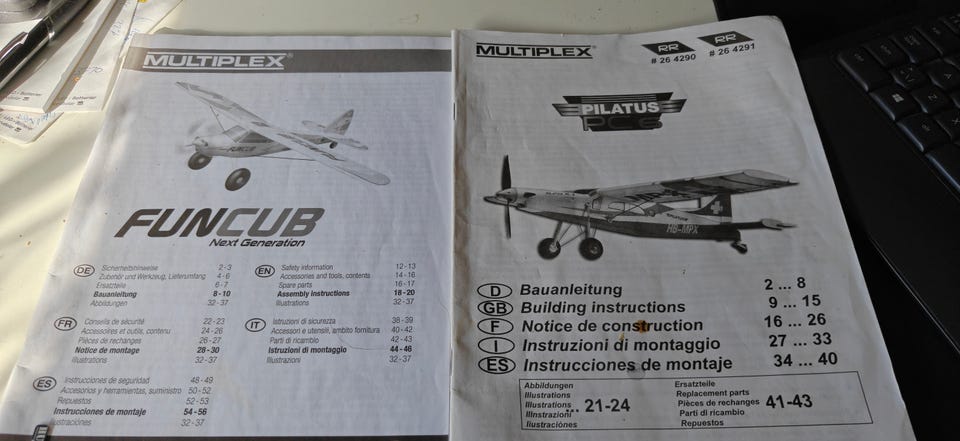 MULTIPLEX®
FUNCUB
FUNCUB
Next Generation
DE Sicherheitshinweise 2-3
Zubehör und Werkzeug, Lieferumfang 4-6
Ersatzteile 6-7
Bauanleitung 8-10
Abbildungen 32-37
EN Safety information 12-13
Accessories and tools, contents 14-16
Spare parts 16-17
Assembly instructions 18-20
Illustrations 32-37
FR Conseils de sécurité 22-23
Accessoires et outils, contenu 24-26
Pièces de rechanges 26-27
Notice de montage 28-30
Illustrations 32-37
IT Istruzioni di sicurezza 38-39
Accessori e utensili, ambito fornitura 40-42
Parti di ricambio 42-43
Istruzioni di montaggio 44-46
Illustrazioni 32-37
ES Instrucciones de seguridad 48-49
Accesorios y herramientas, suministro 50-52
Repuestos 52-53
Instrucciones de montaje 54-56
Ilustraciones 32-37
MULTIPLEX®
RR RR
# 26 4290 # 26 4291
PILATUS
PC 6
HB-MPX
D Bauanleitung 2 ... 8
GB Building instructions 9 ... 15
F Notice de construction 16 ... 26
I Instruzioni di montaggio 27 ... 33
ES Instrucciones de montaje 34 ... 40
Abbildungen
Illustrations
Illustrations
Illnstrazioni
Ilustraciónes
... 21-24
Ersatzteile
Replacement parts
Pièces de rechanges
Parti di ricambio
Repuestos
41-43